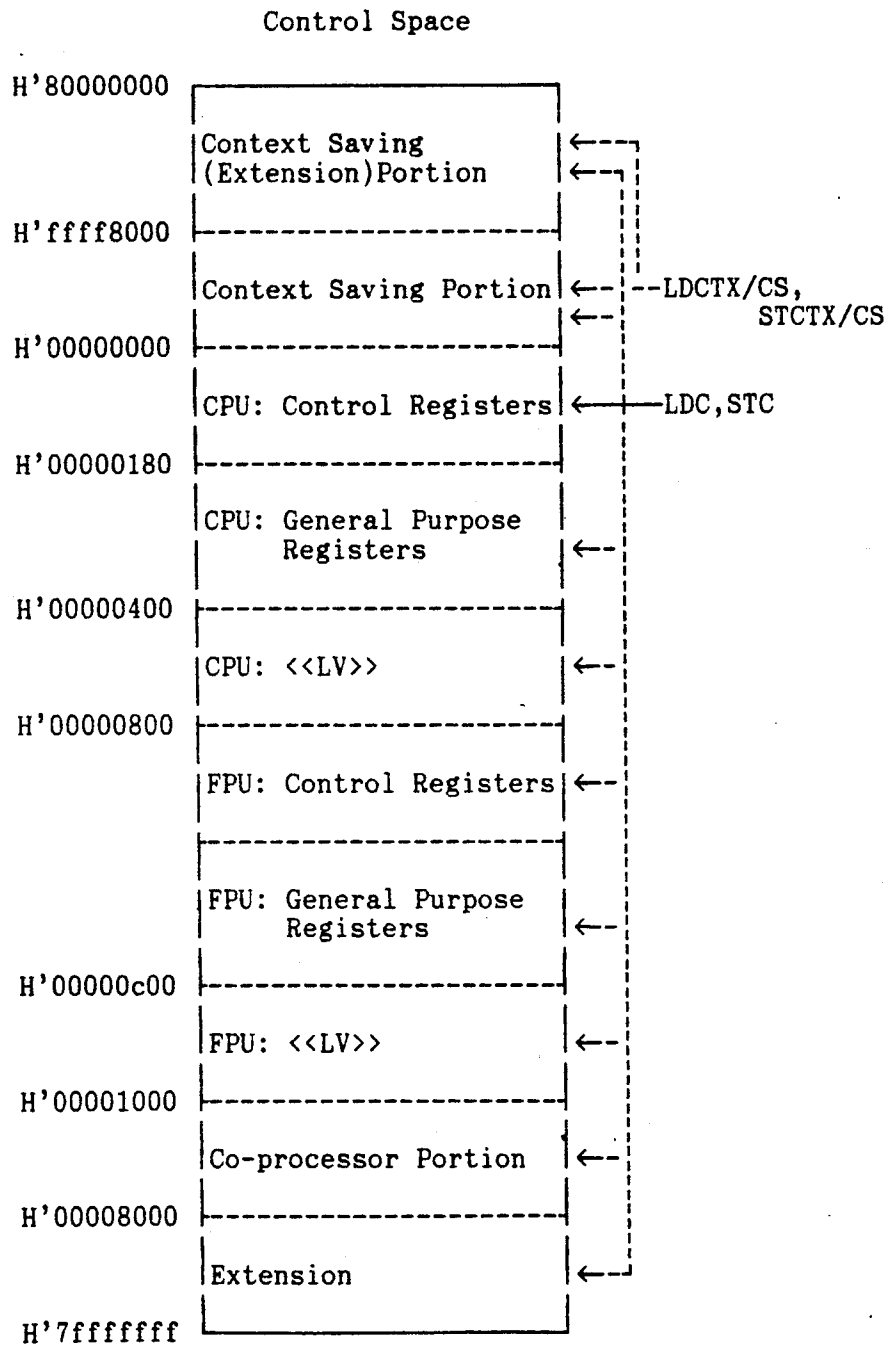 Control Space
H'80000000
Context Saving
(Extension)Portion
H'ffff8000
Context Saving Portion
LDCTX/CS,
STCTX/CS
H'00000000
CPU: Control Registers
LDC,STC
H'00000180
CPU: General Purpose
Registers
H'00000400
CPU: <<LV>>
H'00000800
FPU: Control Registers
FPU: General Purpose
Registers
H'00000c00
FPU: <<LV>>
H'00001000
Co-processor Portion
H'00008000
Extension
H'7fffffff